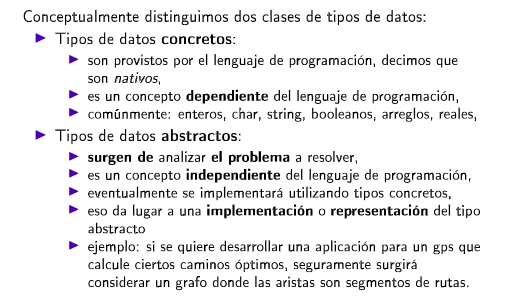 Conceptualmente distinguimos dos clases de tipos de datos:
▶ Tipos de datos concretos:
▶ son provistos por el lenguaje de programación, decimos que
son nativos,
▶ es un concepto dependiente del lenguaje de programación,
▶ comúnmente: enteros, char, string, booleanos, arreglos, reales,
▶ Tipos de datos abstractos:
▶ surgen de analizar el problema a resolver,
▶ es un concepto independiente del lenguaje de programación,
▶ eventualmente se implementará utilizando tipos concretos,
▶ eso da lugar a una implementación o representación del tipo
abstracto
▶ ejemplo: si se quiere desarrollar una aplicación para un gps que
calcule ciertos caminos óptimos, seguramente surgirá
considerar un grafo donde las aristas son segmentos de rutas.